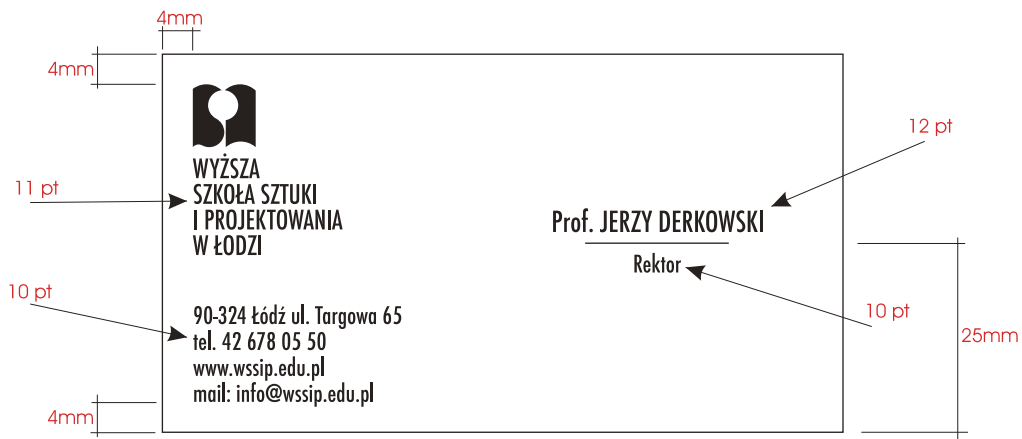 4mm
4mm
WYŻSZA
SZKOŁA SZTUKI
I PROJEKTOWANIA
W ŁODZI
11 pt
12 pt
Prof. JERZY DERKOWSKI
Rektor
10 pt
10 pt
90-324 Łódź ul. Targowa 65
tel. 42 678 05 50
www.wssip.edu.pl
mail: info@wssip.edu.pl
25mm
4mm